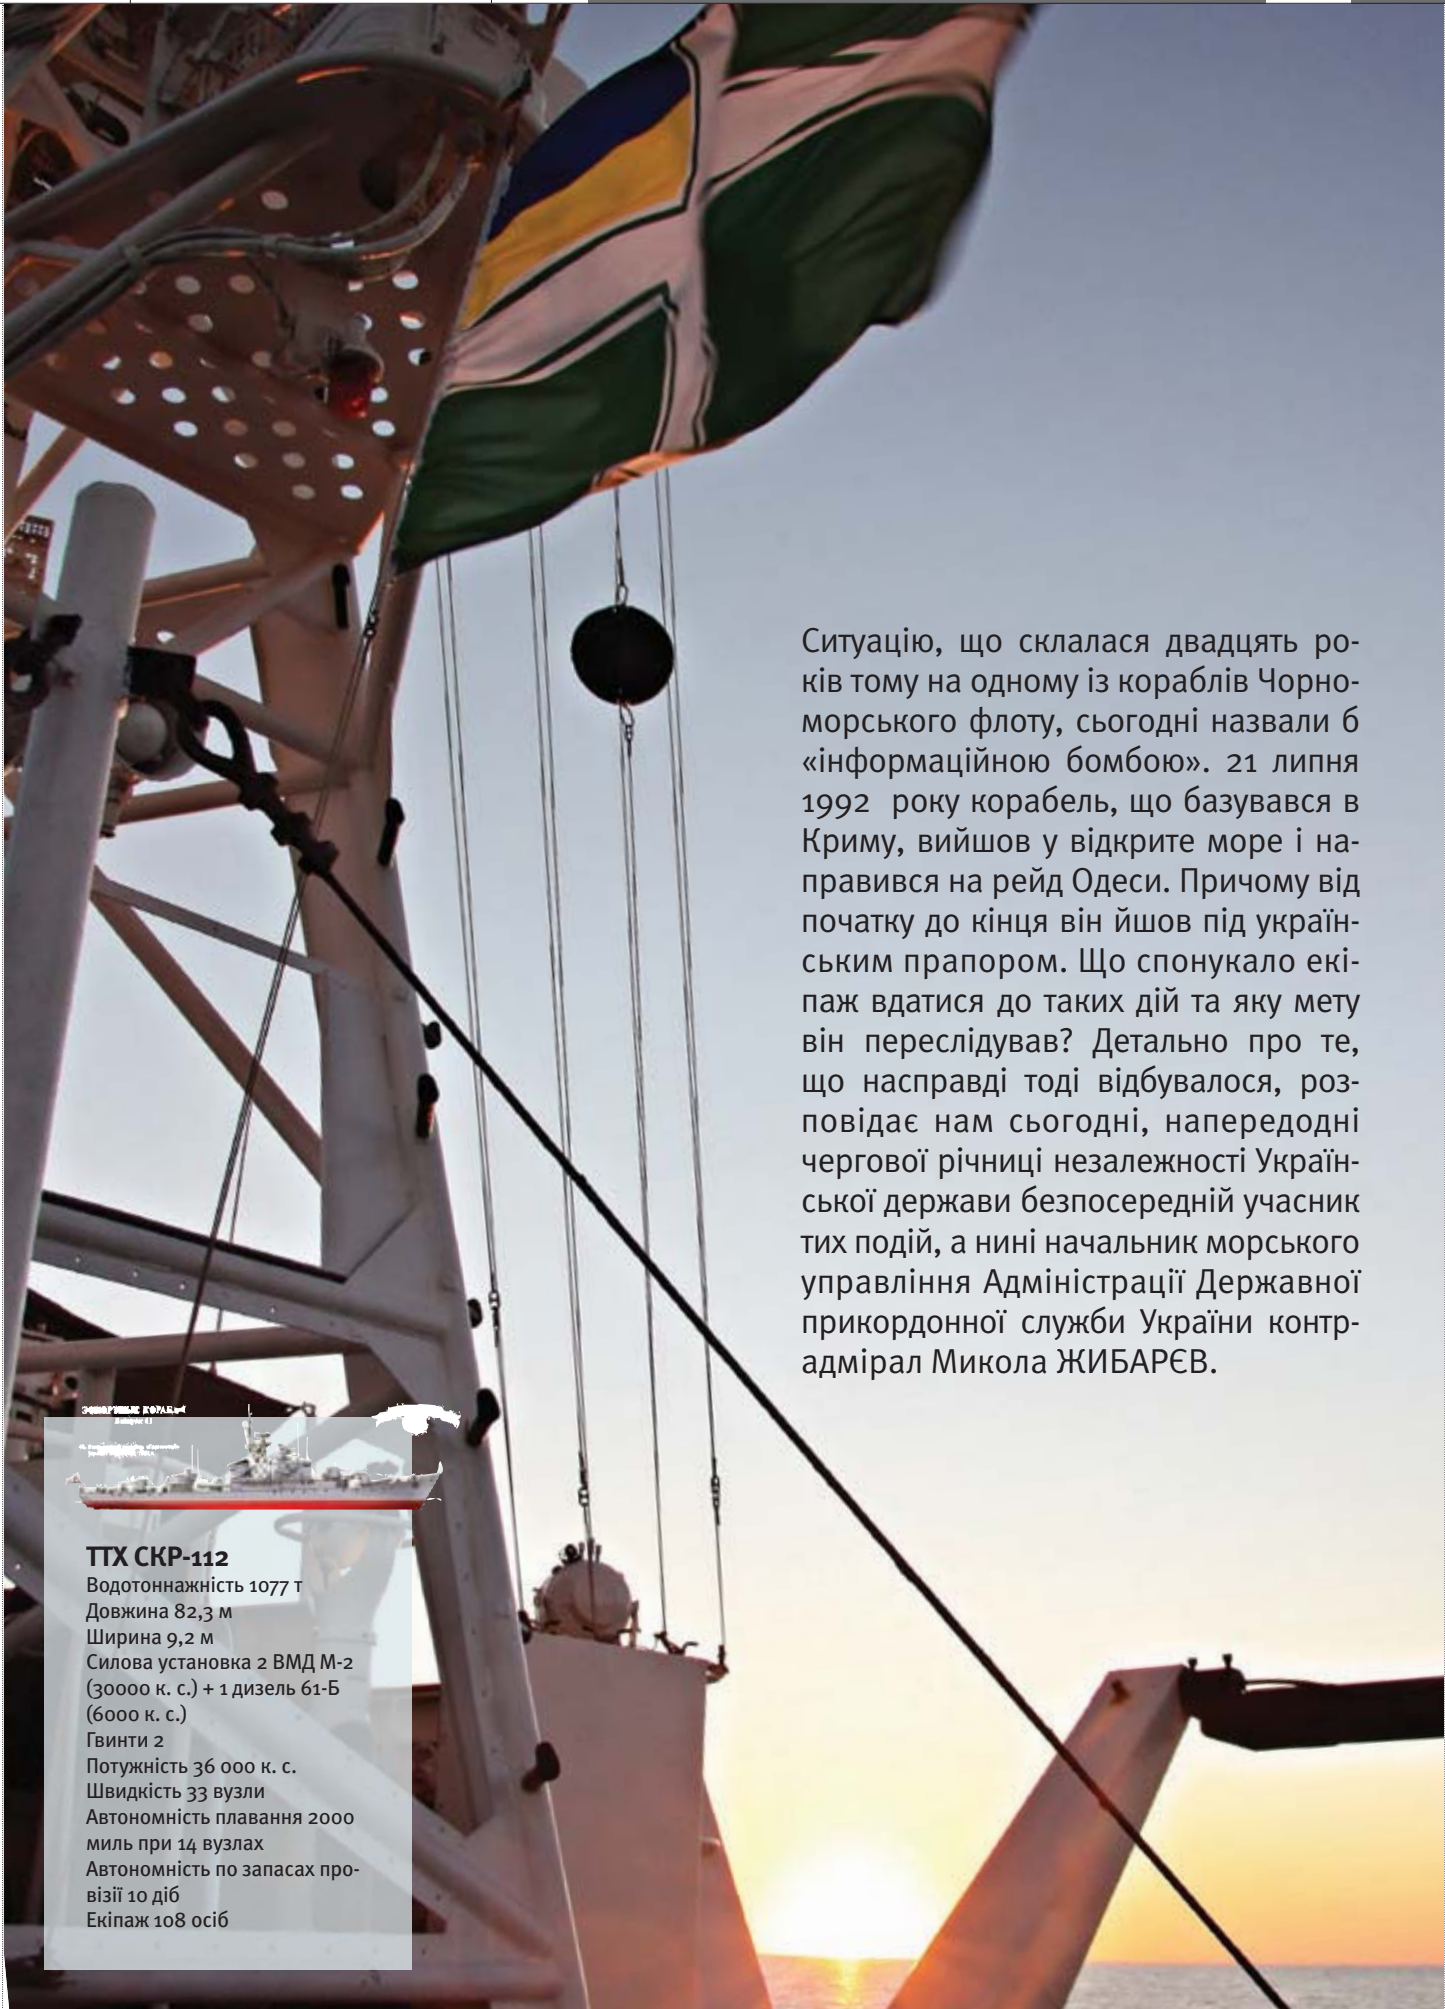 Ситуацію, що склалася двадцять ро-
ків тому на одному із кораблів Чорно-
морського флоту, сьогодні назвали б
«інформаційною бомбою». 21 липня
1992 року корабель, що базувався в
Криму, вийшов у відкрите море і на-
правився на рейд Одеси. Причому від
початку до кінця він йшов під україн-
ським прапором. Що спонукало екі-
паж вдатися до таких дій та яку мету
він переслідував? Детально про те,
що насправді тоді відбувалося, роз-
повідає нам сьогодні, напередодні
чергової річниці незалежності Україн-
ської держави безпосередній учасник
тих подій, а нині начальник морського
управління Адміністрації Державної
прикордонної служби України контр-
адмірал Микола ЖИБАРЄВ.
ТТХ СКР-112
Водотоннажність 1077 т
Довжина 82,3 м
Ширина 9,2 м
Силова установка 2 ВМД М-2
(30000 к. с.) + 1 дизель 61-Б
(6000 к. с.)
Гвинти 2
Потужність 36 000 к. с.
Швидкість 33 вузли
Автономність плавання 2000
миль при 14 вузлах
Автономність по запасах про-
візії 10 діб
Екіпаж 108 осіб